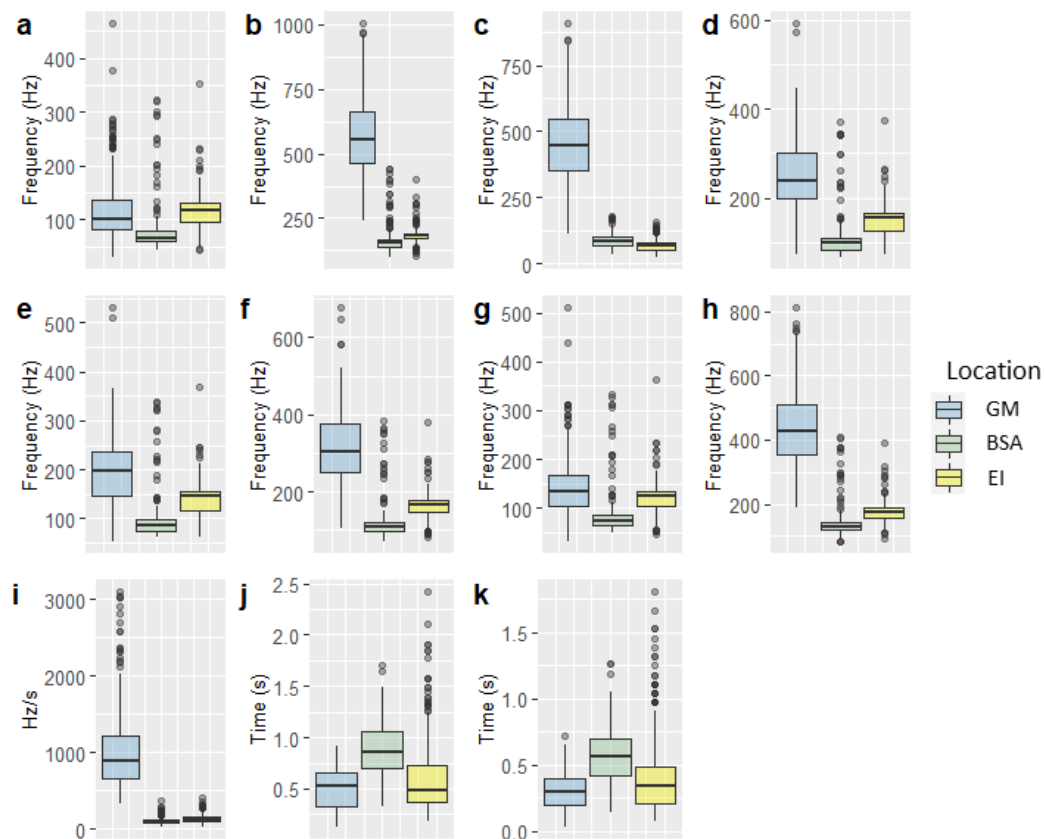 a b c d
Frequency (Hz) 400 300 200 100
Frequency (Hz) 1000 750 500 250
Frequency (Hz) 750 500 250 0
Frequency (Hz) 600 400 200
e f g h
Frequency (Hz) 500 400 300 200 100
Frequency (Hz) 600 400 200
Frequency (Hz) 500 400 300 200 100
Frequency (Hz) 800 600 400 200
Location
GM
BSA
EI
i j k
Hz/s 3000 2000 1000 0
Time (s) 2.5 2.0 1.5 1.0 0.5
Time (s) 1.5 1.0 0.5 0.0